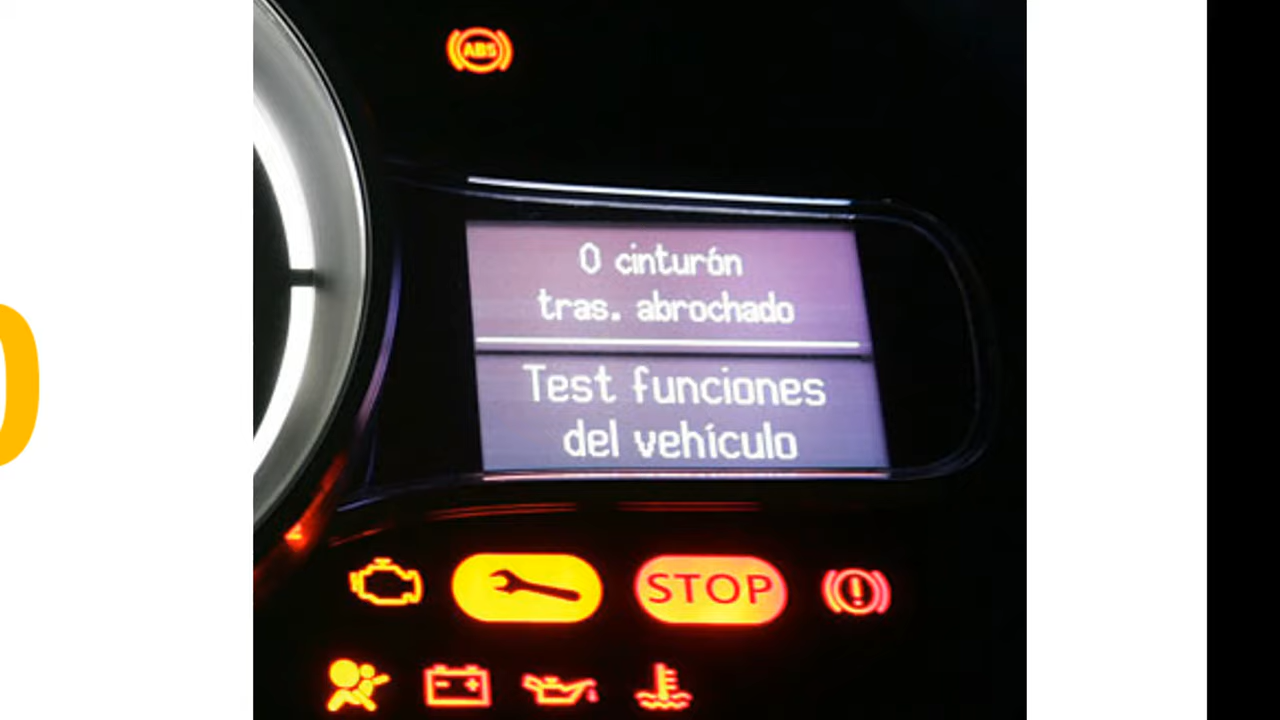 ABS
0 cinturón
tras. abrochado
Test funciones
del vehículo
STOP